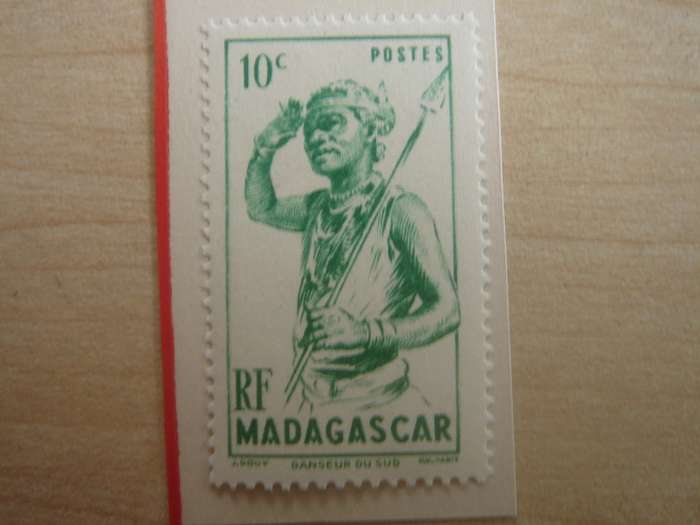 10c POSTES
RF
MADAGASCAR
DANSEUR DU SUD